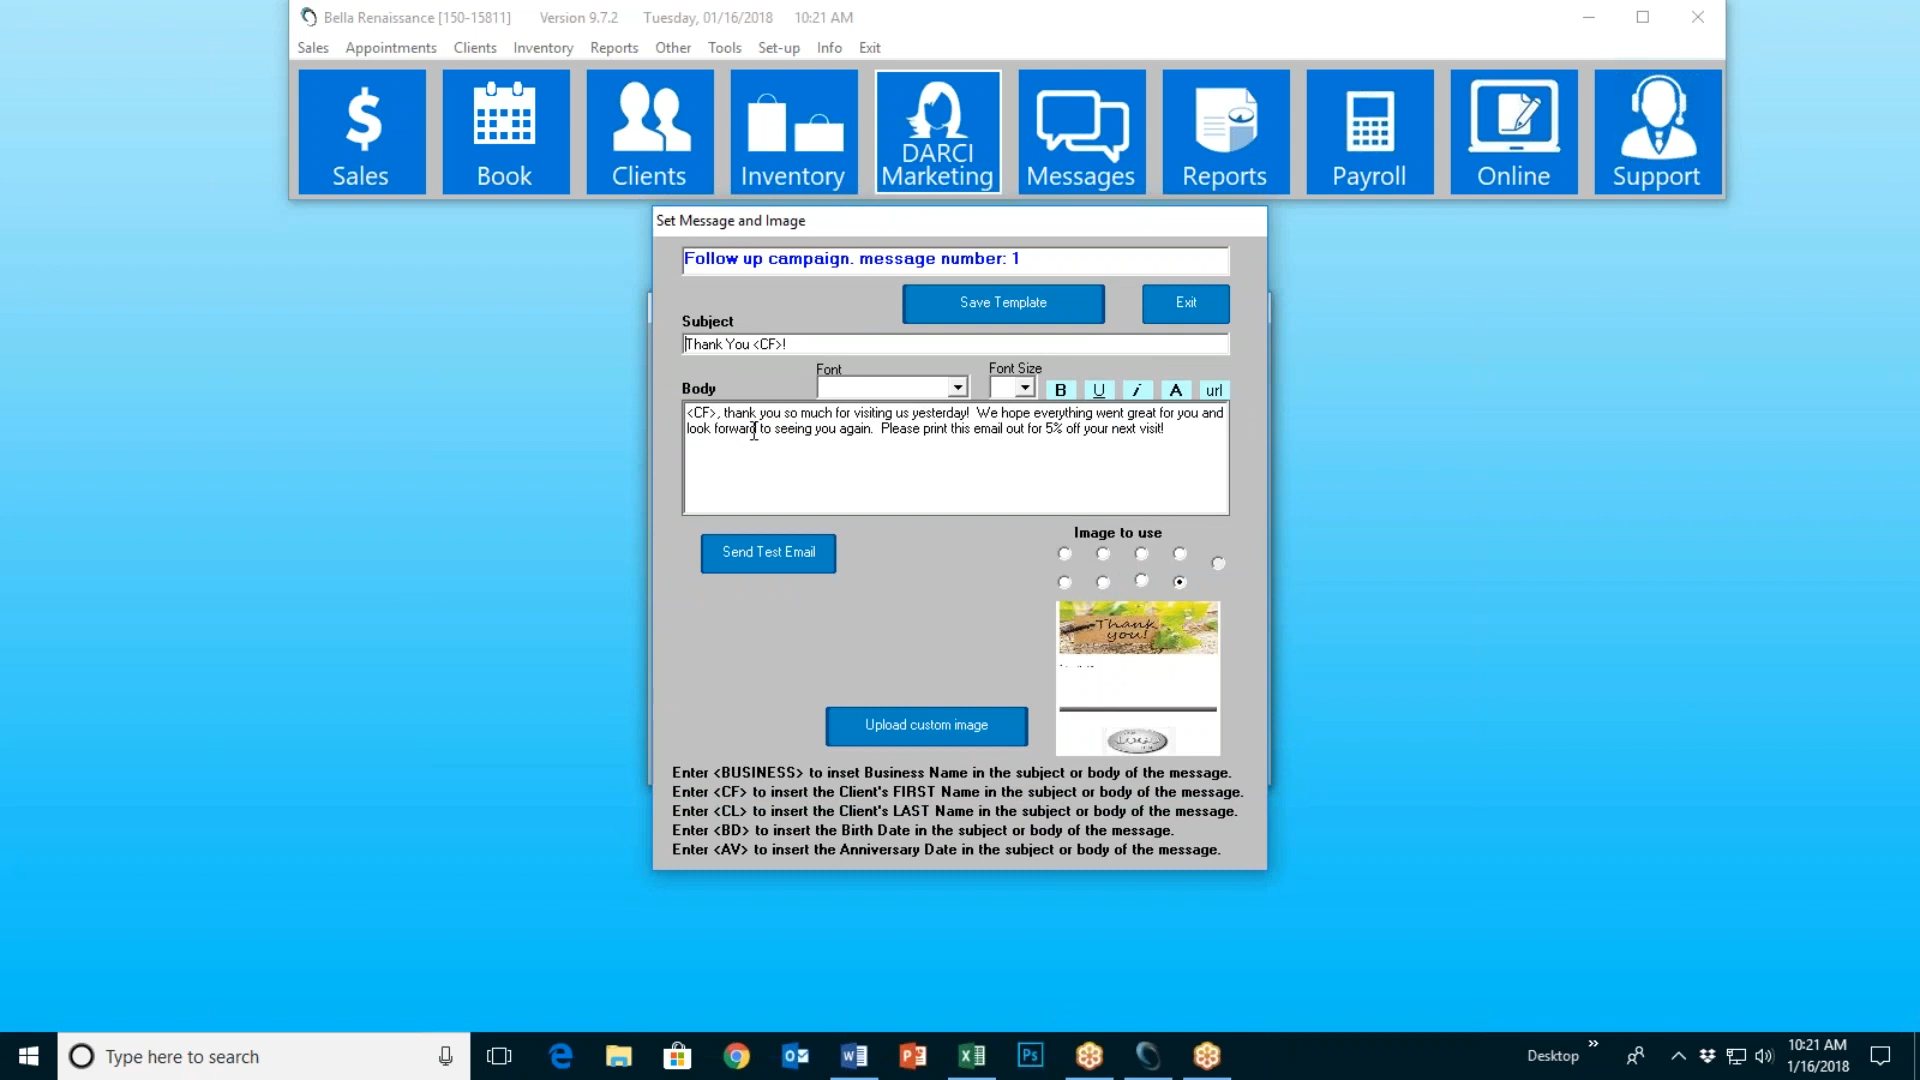 Bella Renaissance [150-15811] Version 9.7.2 Tuesday, 01/16/2018 10:21 AM
Sales Appointments Clients Inventory Reports Other Tools Set-up Info Exit
Sales
Book
Clients
Inventory
DARCI
Marketing
Messages
Reports
Payroll
Online
Support
Set Message and Image
Follow up campaign. message number: 1
Save Template
Exit
Subject
Thank You <CF>!
Font
Font Size
Body
B U i A url
<CF>, thank you so much for visiting us yesterday! We hope everything went great for you and
look forward to seeing you again. Please print this email out for 5% off your next visit!
Send Test Email
Image to use
Thank
you!
Upload custom image
Enter <BUSINESS> to inset Business Name in the subject or body of the message.
Enter <CF> to insert the Client's FIRST Name in the subject or body of the message.
Enter <CL> to insert the Client's LAST Name in the subject or body of the message.
Enter <BD> to insert the Birth Date in the subject or body of the message.
Enter <AV> to insert the Anniversary Date in the subject or body of the message.
Type here to search
Ps
Desktop
10:21 AM
1/16/2018